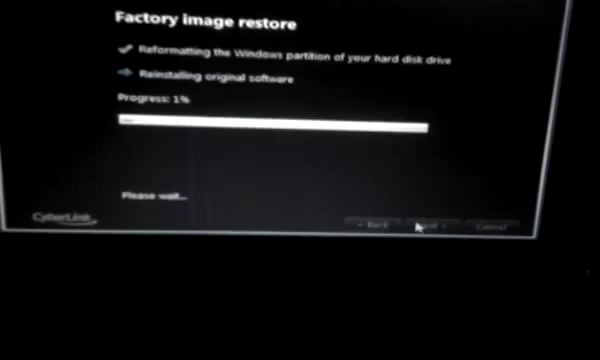 Factory image restore
Reformatting the Windows partition of your hard disk drive
Reinstalling original software
Progress: 1%
Please wait...
CyberLink
< Back Next > Cancel